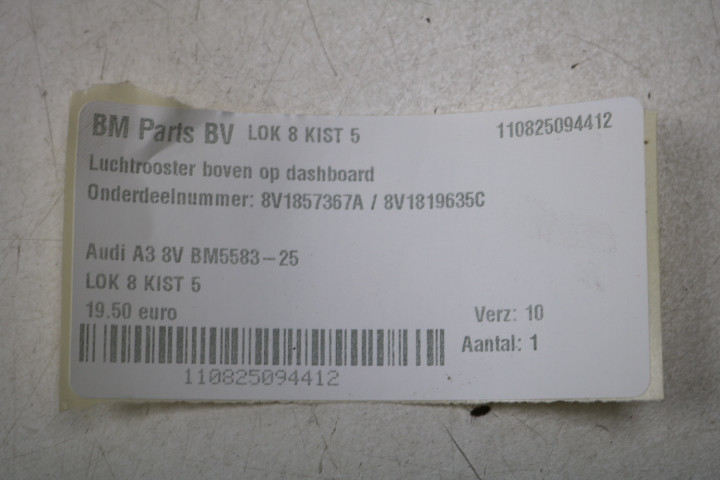 BM Parts BV LOK 8 KIST 5 110825094412
Luchtrooster boven op dashboard
Onderdeelnummer: 8V1857367A / 8V1819635C
Audi A3 8V BM5583-25
LOK 8 KIST 5
19.50 euro Verz: 10
Aantal: 1
110825094412